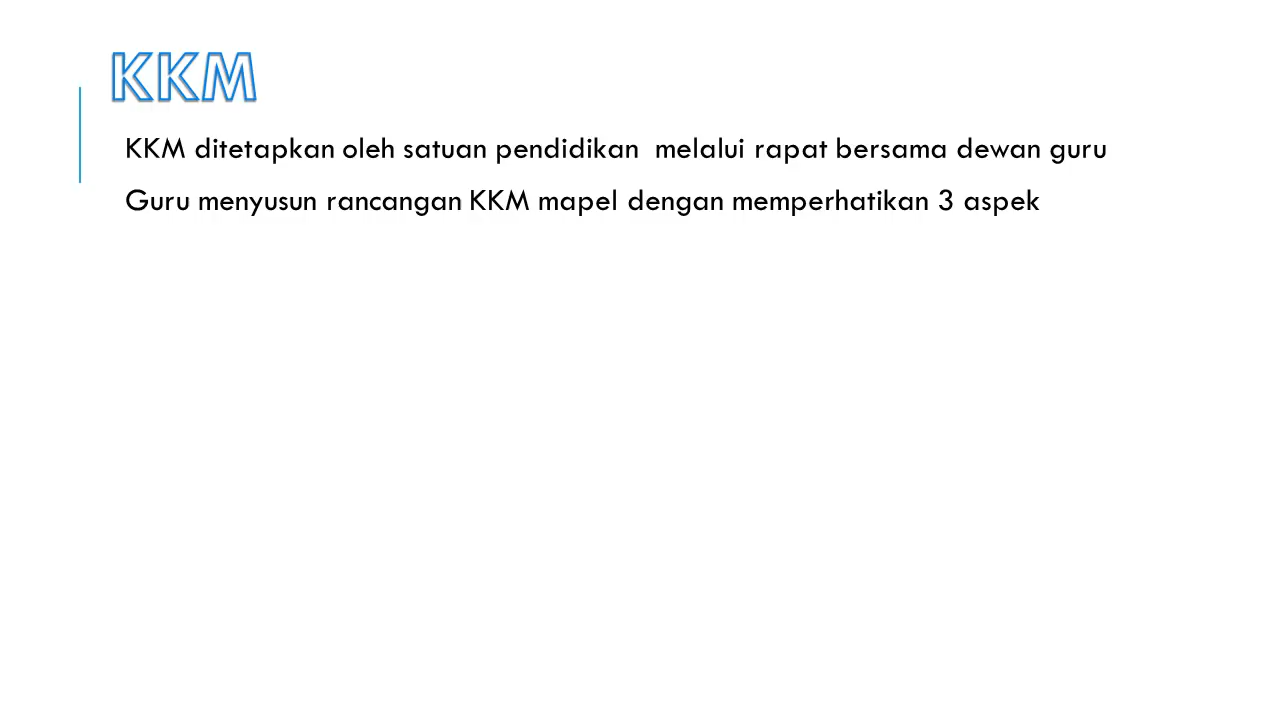 KKM
KKM ditetapkan oleh satuan pendidikan  melalui rapat bersama dewan guru
Guru menyusun rancangan KKM mapel dengan memperhatikan 3 aspek